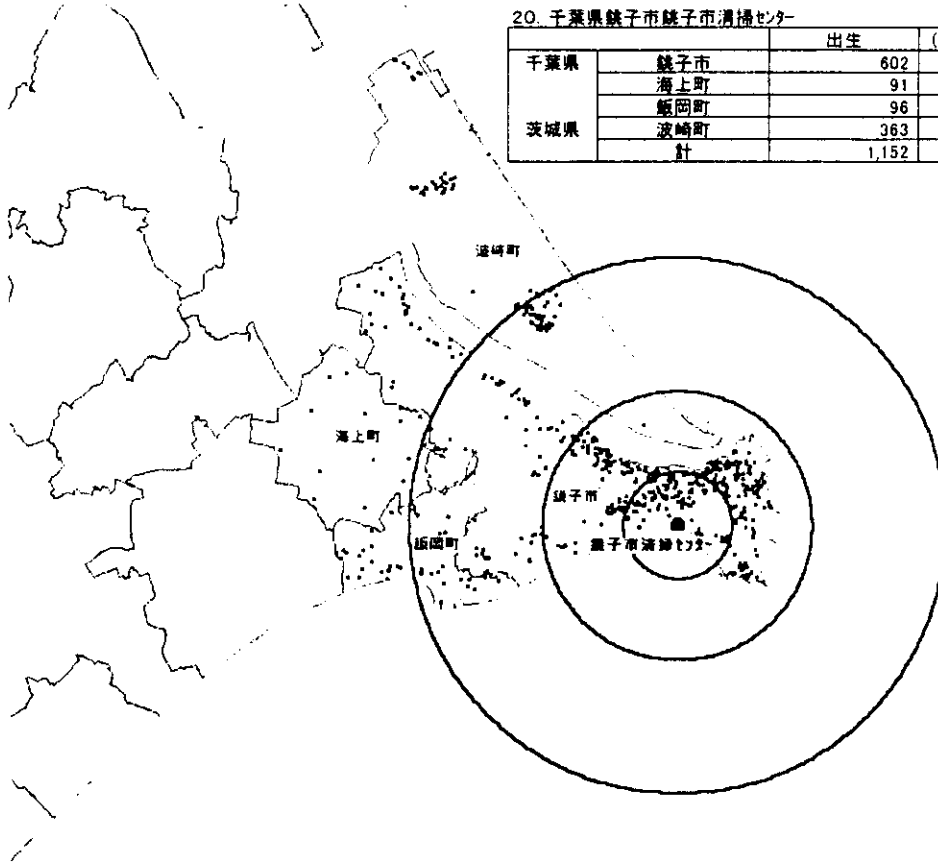 20. 千葉県銚子市銚子市清掃センター
出生 (
千葉県 銚子市 602
海上町 91
飯岡町 96
茨城県 波崎町 363
計 1,152
波崎町
海上町
銚子市
飯岡町
銚子市清掃センター